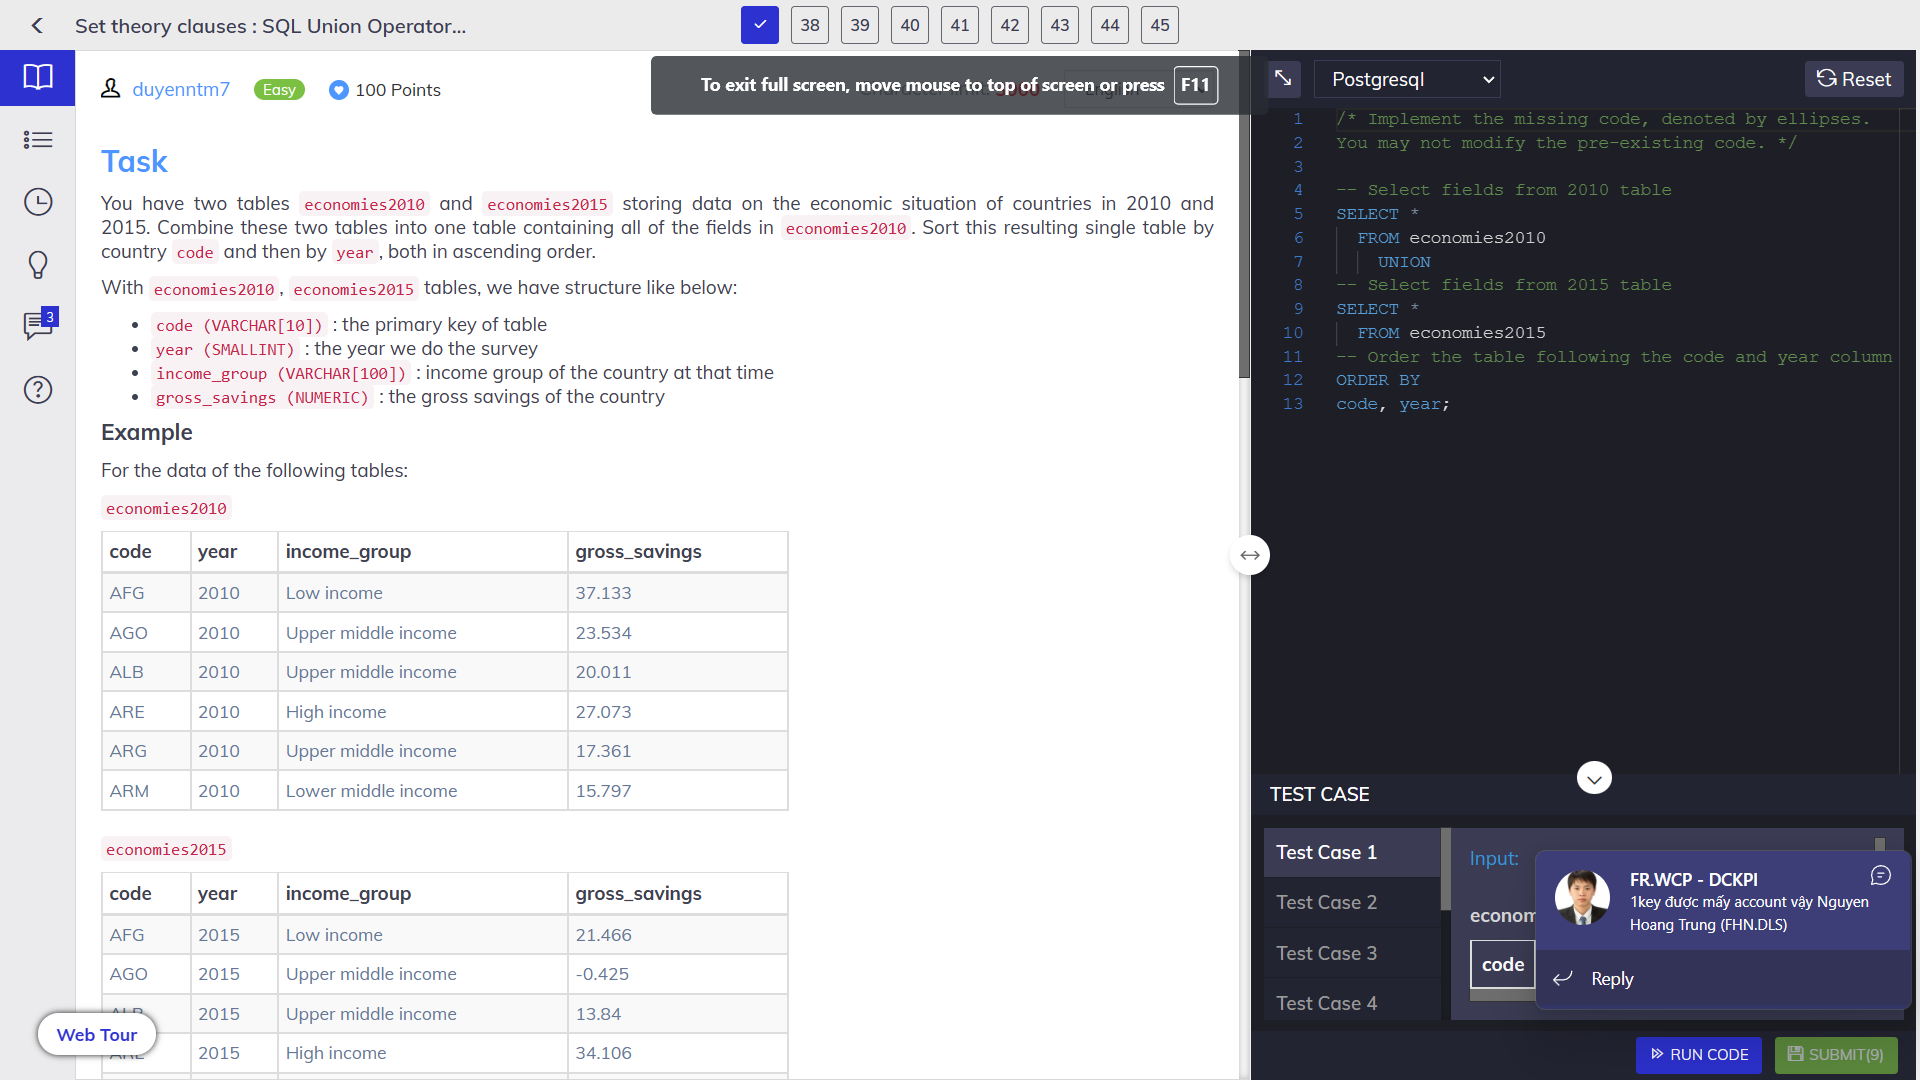 Set theory clauses : SQL Union Operator...
38 39 40 41 42 43 44 45
duyenntm7 Easy 100 Points
To exit full screen, move mouse to top of screen or press F11
Task
You have two tables economies2010 and economies2015 storing data on the economic situation of countries in 2010 and
2015. Combine these two tables into one table containing all of the fields in economies2010. Sort this resulting single table by
country code and then by year, both in ascending order.
With economies2010, economies2015 tables, we have structure like below:
• code (VARCHAR[10]) : the primary key of table
• year (SMALLINT) : the year we do the survey
• income_group (VARCHAR[100]) : income group of the country at that time
• gross_savings (NUMERIC) : the gross savings of the country
Example
For the data of the following tables:
economies2010
code year income_group gross_savings
AFG 2010 Low income 37.133
AGO 2010 Upper middle income 23.534
ALB 2010 Upper middle income 20.011
ARE 2010 High income 27.073
ARG 2010 Upper middle income 17.361
ARM 2010 Lower middle income 15.797
economies2015
code year income_group gross_savings
AFG 2015 Low income 21.466
AGO 2015 Upper middle income -0.425
ALB 2015 Upper middle income 13.84
ARE 2015 High income 34.106
3
Web Tour
Postgresql
Reset
1 /* Implement the missing code, denoted by ellipses.
2 You may not modify the pre-existing code. */
3
4 -- Select fields from 2010 table
5 SELECT *
6 FROM economies2010
7 UNION
8 -- Select fields from 2015 table
9 SELECT *
10 FROM economies2015
11 -- Order the table following the code and year column
12 ORDER BY
13 code, year;
TEST CASE
Test Case 1
Test Case 2
Test Case 3
Test Case 4
Input:
econom
code
FR.WCP - DCKPI
1key được mấy account vậy Nguyen
Hoang Trung (FHN.DLS)
Reply
RUN CODE
SUBMIT(9)